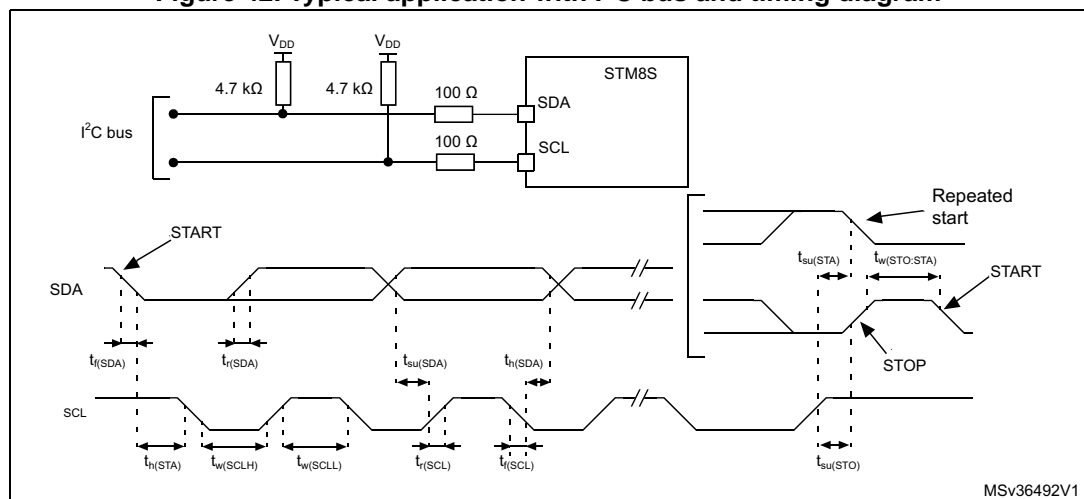 Figure 42. Typical application with I²C bus and timing diagram
V_DD
V_DD
STM8S
4.7 kΩ
4.7 kΩ
100 Ω
SDA
I²C bus
100 Ω
SCL
Repeated
start
START
t_su(STA)
t_w(STO:STA)
START
SDA
STOP
t_f(SDA)
t_r(SDA)
t_su(SDA)
t_h(SDA)
SCL
t_h(STA)
t_w(SCLH)
t_w(SCLL)
t_r(SCL)
t_f(SCL)
t_su(STO)
MSv36492V1